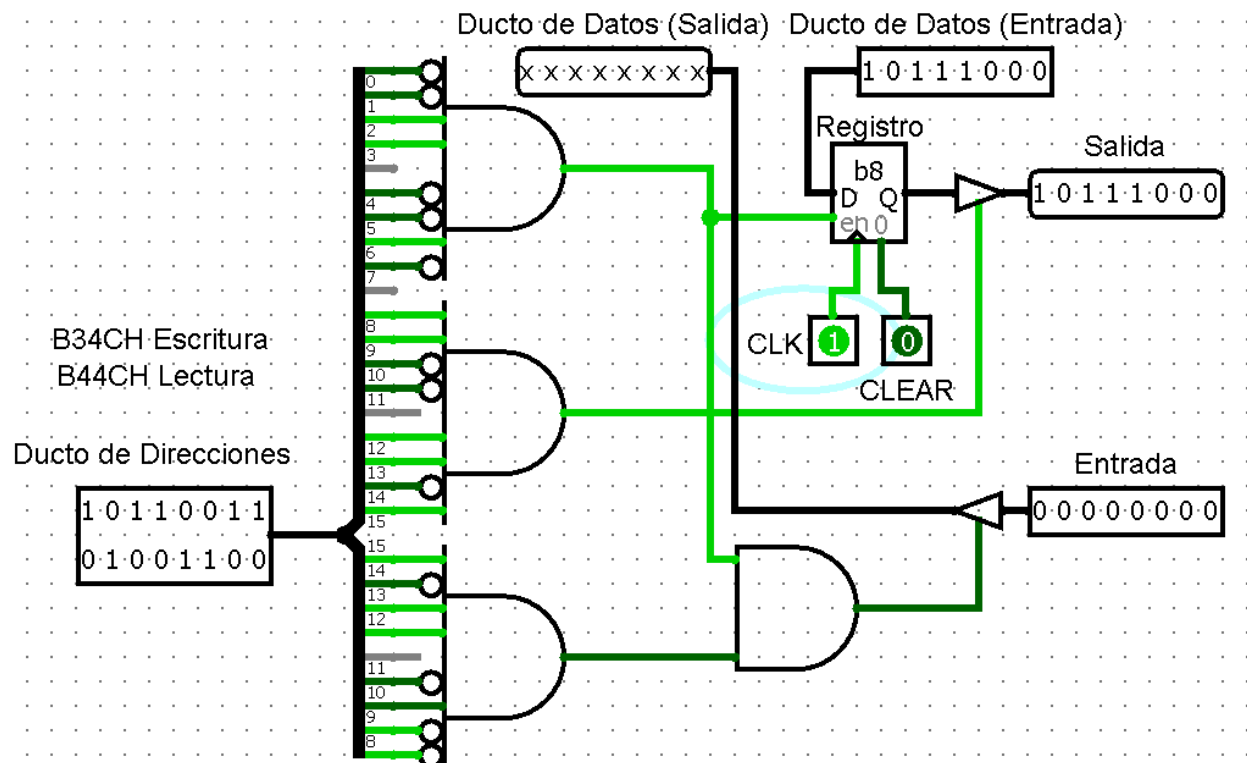 Ducto de Datos (Salida)
Ducto de Datos (Entrada)
x x x x x x x x
1 0 1 1 1 0 0 0
Registro
b8
D Q
en 0
Salida
1 0 1 1 1 0 0 0
CLK
1
0
CLEAR
B34CH Escritura
B44CH Lectura
Ducto de Direcciones
1 0 1 1 0 0 1 1
0 1 0 0 1 1 0 0
Entrada
0 0 0 0 0 0 0 0
0
1
2
3
4
5
6
7
8
9
10
11
12
13
14
15
15
14
13
12
11
10
9
8